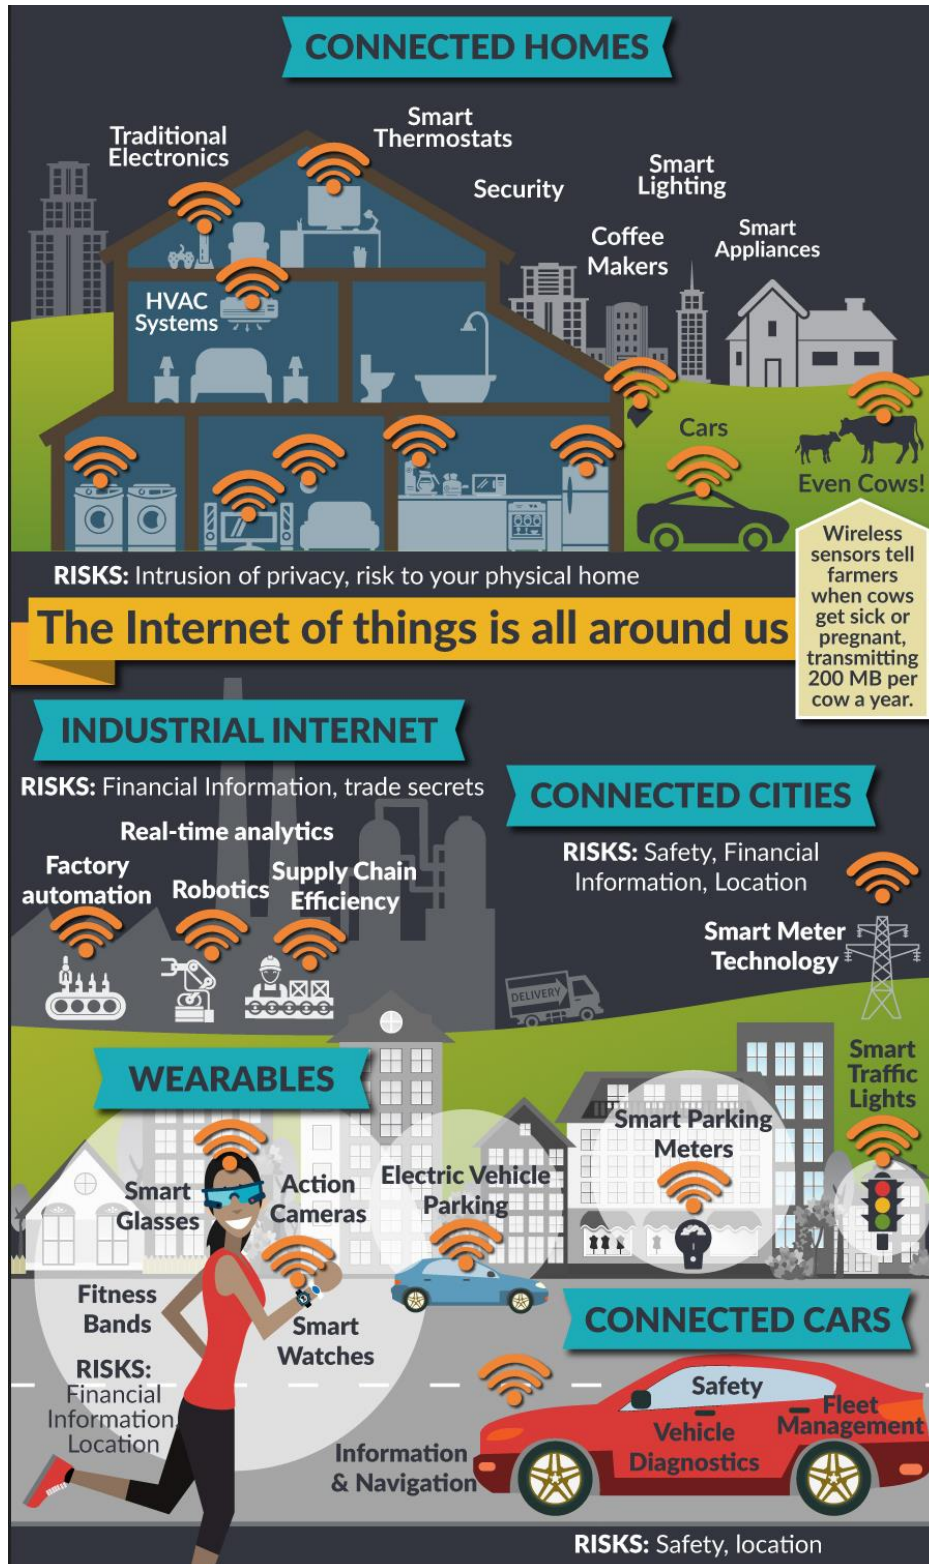 CONNECTED HOMES
Traditional
Electronics
Smart
Thermostats
Security
Smart
Lighting
Coffee
Makers
Smart
Appliances
HVAC
Systems
Cars
Even Cows!
Wireless
sensors tell
farmers
when cows
get sick or
pregnant,
transmitting
200 MB per
cow a year.
RISKS: Intrusion of privacy, risk to your physical home
The Internet of things is all around us
INDUSTRIAL INTERNET
RISKS: Financial Information, trade secrets
Real-time analytics
Factory
automation
Robotics
Supply Chain
Efficiency
CONNECTED CITIES
RISKS: Safety, Financial
Information, Location
Smart Meter
Technology
DELIVERY
Smart
Traffic
Lights
Smart Parking
Meters
Electric Vehicle
Parking
WEARABLES
Smart
Glasses
Action
Cameras
Fitness
Bands
Smart
Watches
RISKS:
Financial
Information,
Location
CONNECTED CARS
Safety
Fleet
Management
Vehicle
Diagnostics
Information
& Navigation
RISKS: Safety, location